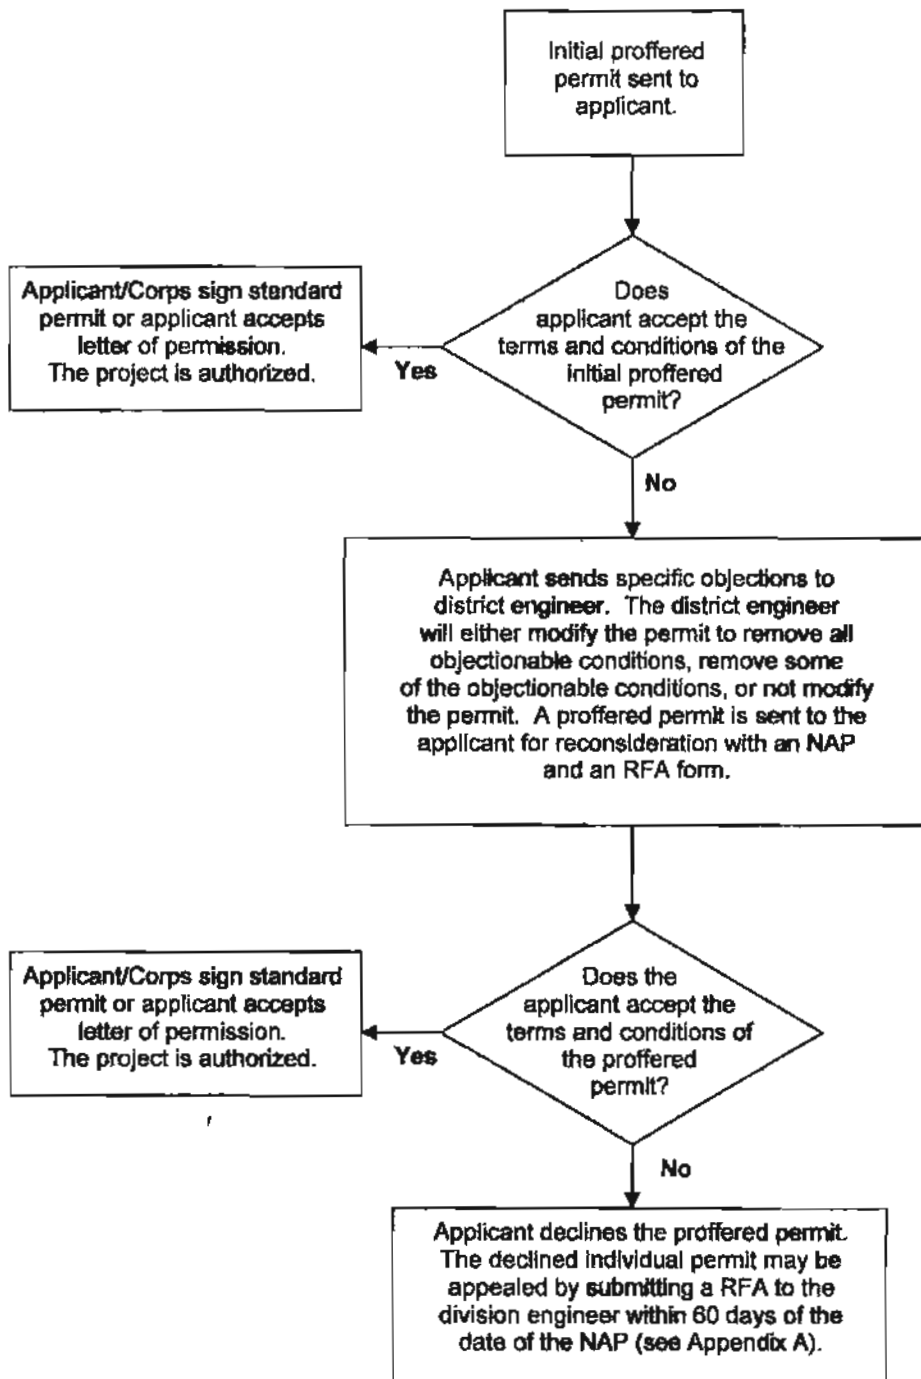 Initial proffered
permit sent to
applicant.
Does
applicant accept the
terms and conditions of the
initial proffered
permit?
Yes
Applicant/Corps sign standard
permit or applicant accepts
letter of permission.
The project is authorized.
No
Applicant sends specific objections to
district engineer. The district engineer
will either modify the permit to remove all
objectionable conditions, remove some
of the objectionable conditions, or not modify
the permit. A proffered permit is sent to the
applicant for reconsideration with an NAP
and an RFA form.
Does the
applicant accept the
terms and conditions of
the proffered
permit?
Yes
Applicant/Corps sign standard
permit or applicant accepts
letter of permission.
The project is authorized.
No
Applicant declines the proffered permit.
The declined individual permit may be
appealed by submitting a RFA to the
division engineer within 60 days of the
date of the NAP (see Appendix A).